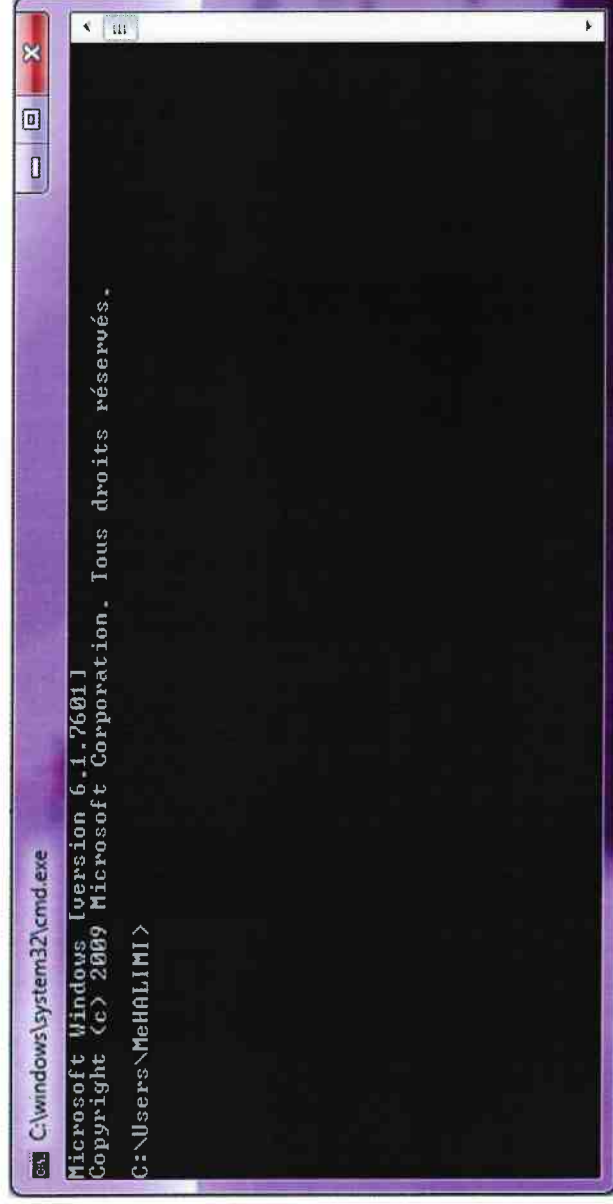 C:\windows\system32\cmd.exe
Microsoft Windows [version 6.1.7601]
Copyright (c) 2009 Microsoft Corporation. Tous droits réservés.
C:\Users\MeHALIMI>